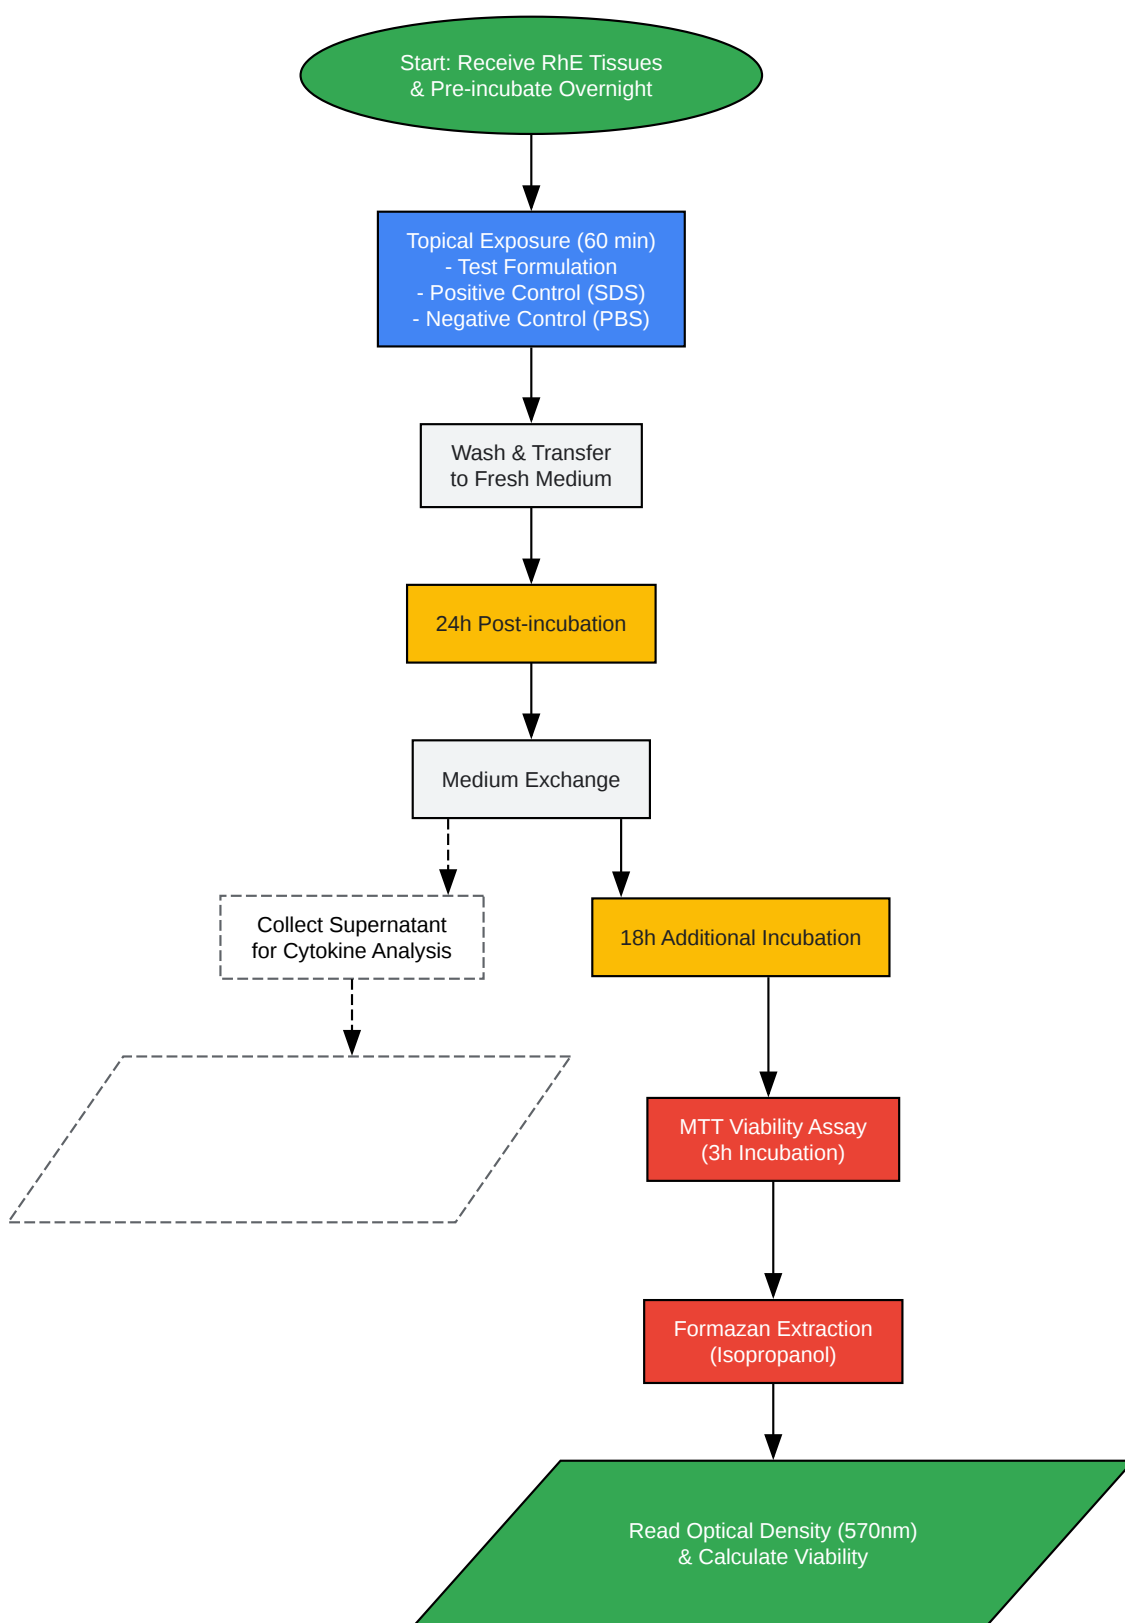 Start: Receive RhE Tissues
& Pre-incubate Overnight
Topical Exposure (60 min)
- Test Formulation
- Positive Control (SDS)
- Negative Control (PBS)
Wash & Transfer
to Fresh Medium
24h Post-incubation
Medium Exchange
Collect Supernatant
for Cytokine Analysis
18h Additional Incubation
MTT Viability Assay
(3h Incubation)
Formazan Extraction
(Isopropanol)
Read Optical Density (570nm)
& Calculate Viability